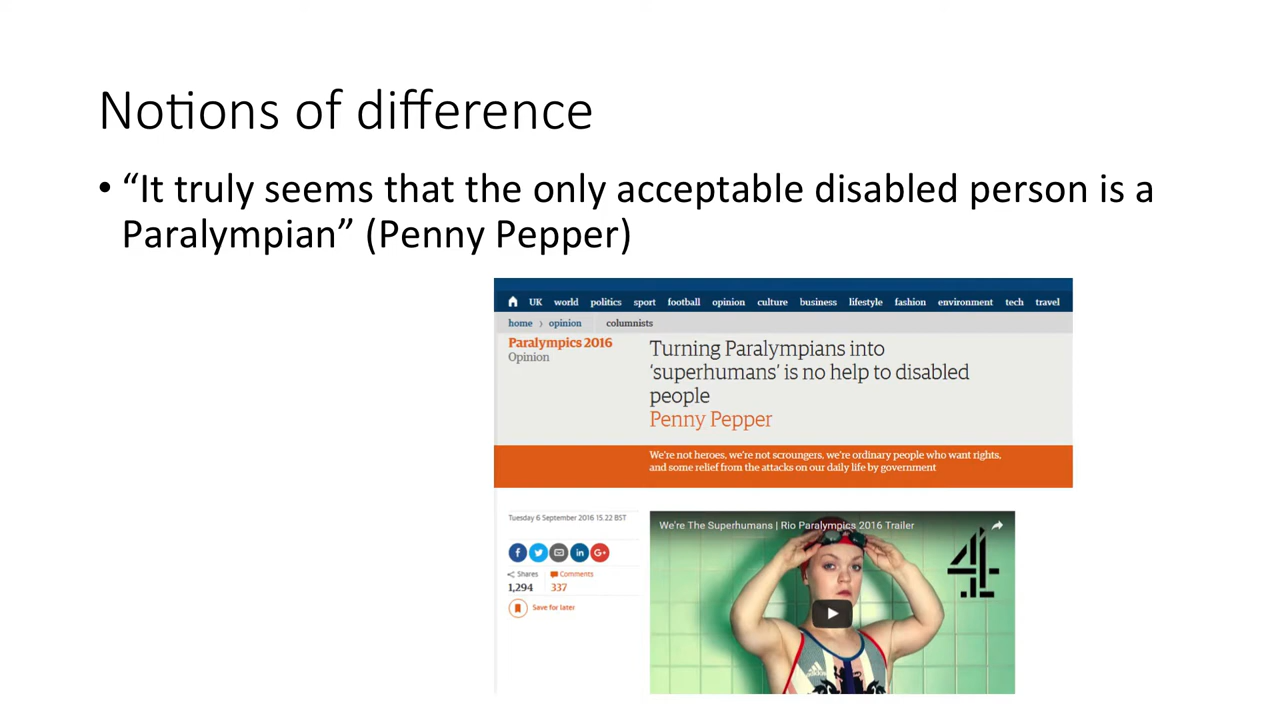 Notions of difference
• “It truly seems that the only acceptable disabled person is a
Paralympian” (Penny Pepper)
UK world politics sport football opinion culture business lifestyle fashion environment tech travel
home › opinion columnists
Paralympics 2016
Opinion
Turning Paralympians into
‘superhumans’ is no help to disabled
people
Penny Pepper
We’re not heroes, we’re not scroungers, we’re ordinary people who want rights,
and some relief from the attacks on our daily life by government
Tuesday 6 September 2016 15.22 BST
Shares
1,294
Comments
337
Save for later
We're The Superhumans | Rio Paralympics 2016 Trailer
4
adidas